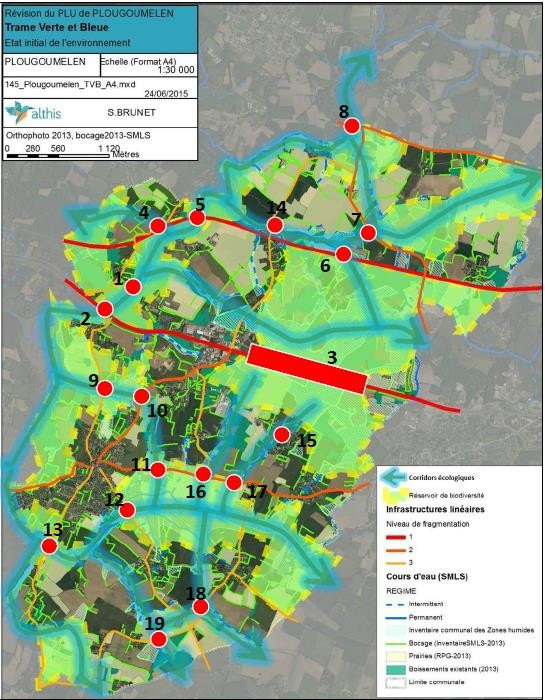 Révision du PLU de PLOUGOUMELEN
Trame Verte et Bleue
Etat initial de l'environnement
PLOUGOUMELEN Echelle (Format A4)
1:30 000
145_Plougoumelen_TVB_A4.mxd
24/06/2015
althis S.BRUNET
Orthophoto 2013, bocage2013-SMLS
0 280 560 1 120
Mètres
8
5
4
14
7
6
1
2
3
9
10
15
11
16
17
12
13
18
19
Corridors écologiques
Réservoir de biodiversité
Infrastructures linéaires
Niveau de fragmentation
1
2
3
Cours d'eau (SMLS)
REGIME
Intermittent
Permanent
Inventaire communal des Zones humides
Bocage (InventaireSMLS-2013)
Prairies (RPG-2013)
Boissements existants (2013)
Limite communale